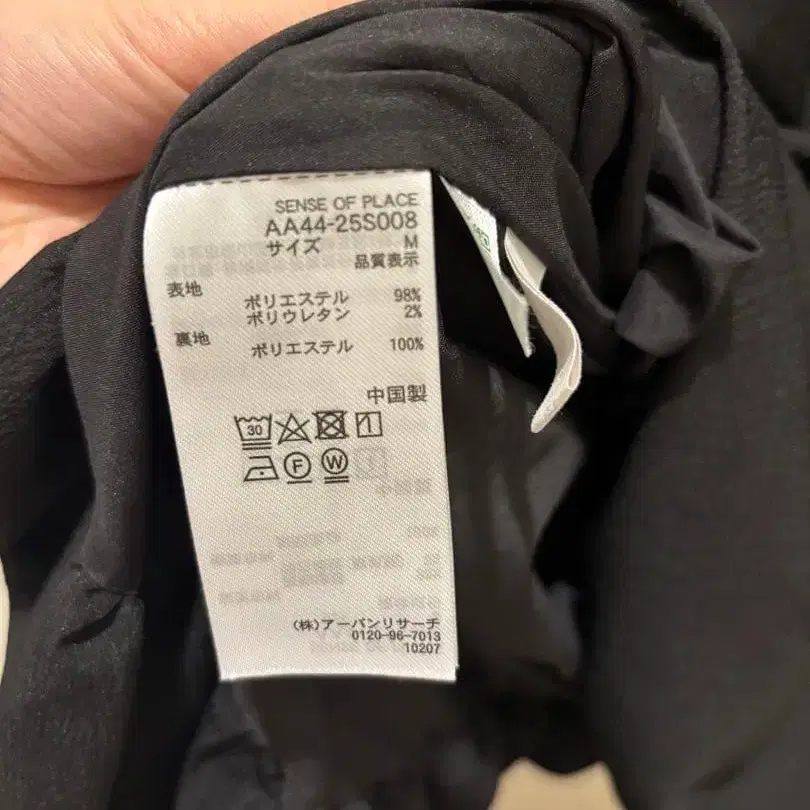 SENSE OF PLACE
AA44-25S008
サイズ M
品質表示
表地
ポリエステル 98%
ポリウレタン 2%
裏地
ポリエステル 100%
中国製
30
F W
(株)アーバンリサーチ
0120-96-7013
10207